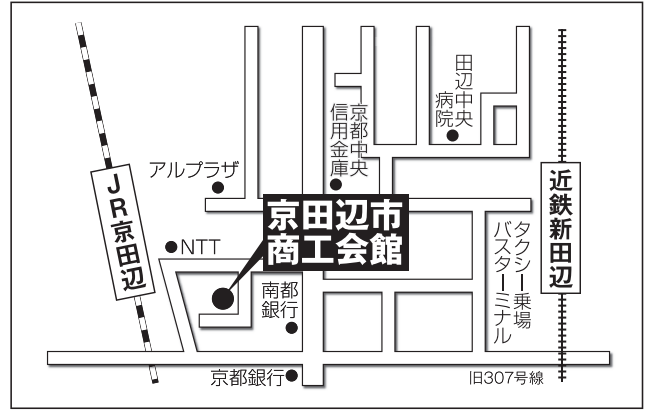 田辺中央
病院
京都中央
信用金庫
アルプラザ
JR京田辺
京田辺市
商工会館
近鉄新田辺
NTT
タクシー乗場
バスターミナル
南都
銀行
京都銀行
旧307号線